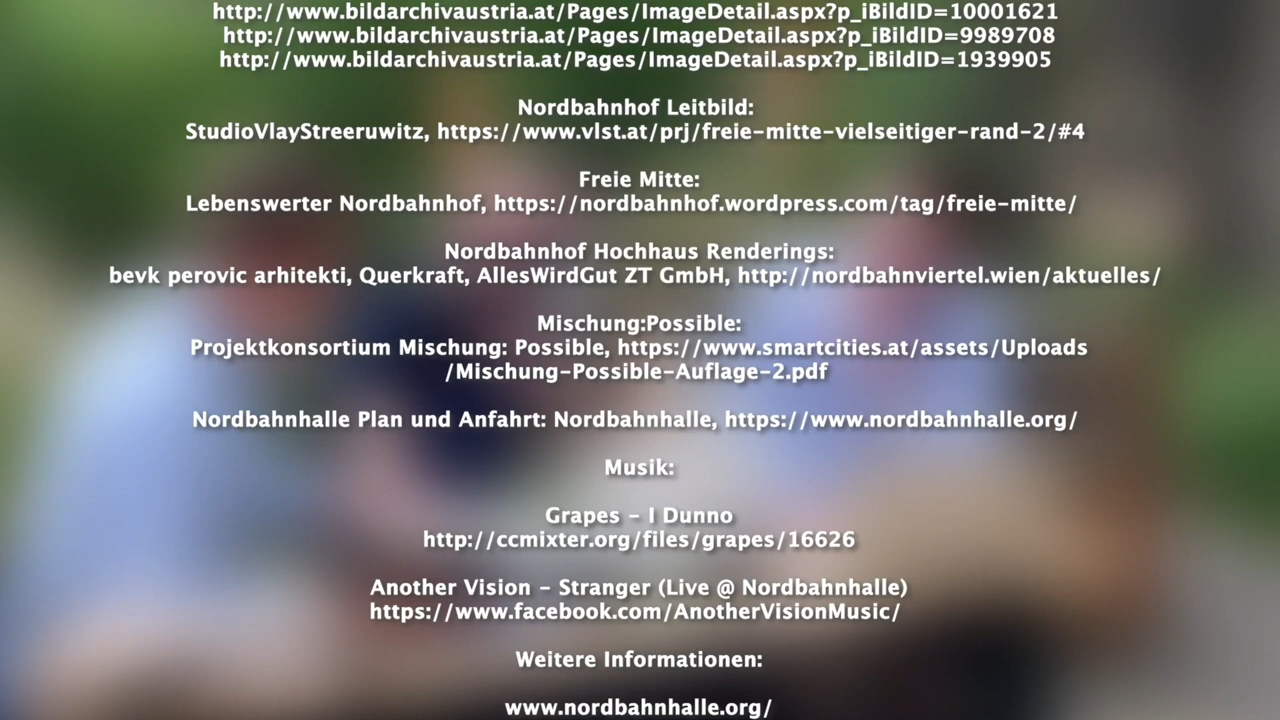 http://www.bildarchivaustria.at/Pages/ImageDetail.aspx?p_iBildID=10001621
http://www.bildarchivaustria.at/Pages/ImageDetail.aspx?p_iBildID=9989708
http://www.bildarchivaustria.at/Pages/ImageDetail.aspx?p_iBildID=1939905
Nordbahnhof Leitbild:
StudioVlayStreeruwitz, https://www.vlst.at/prj/freie-mitte-vielseitiger-rand-2/#4
Freie Mitte:
Lebenswerter Nordbahnhof, https://nordbahnhof.wordpress.com/tag/freie-mitte/
Nordbahnhof Hochhaus Renderings:
bevk perovic arhitekti, Querkraft, AllesWirdGut ZT GmbH, http://nordbahnviertel.wien/aktuelles/
Mischung:Possible:
Projektkonsortium Mischung: Possible, https://www.smartcities.at/assets/Uploads
/Mischung-Possible-Auflage-2.pdf
Nordbahnhalle Plan und Anfahrt: Nordbahnhalle, https://www.nordbahnhalle.org/
Musik:
Grapes - I Dunno
http://ccmixter.org/files/grapes/16626
Another Vision - Stranger (Live @ Nordbahnhalle)
https://www.facebook.com/AnotherVisionMusic/
Weitere Informationen:
www.nordbahnhalle.org/